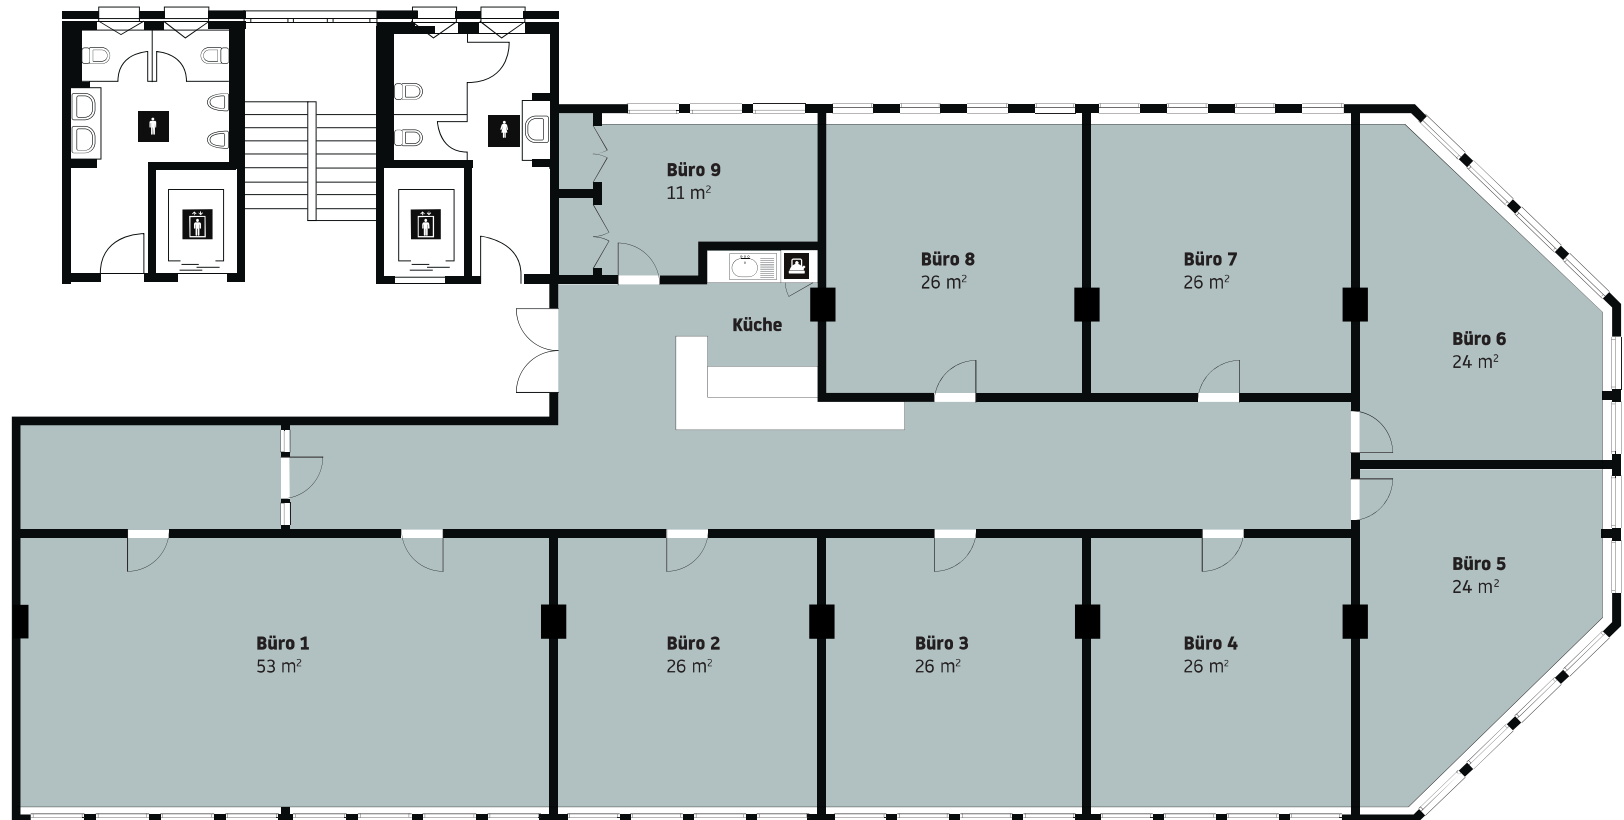 Büro 9
11 m²
Büro 8
26 m²
Büro 7
26 m²
Küche
Büro 6
24 m²
Büro 5
24 m²
Büro 1
53 m²
Büro 2
26 m²
Büro 3
26 m²
Büro 4
26 m²